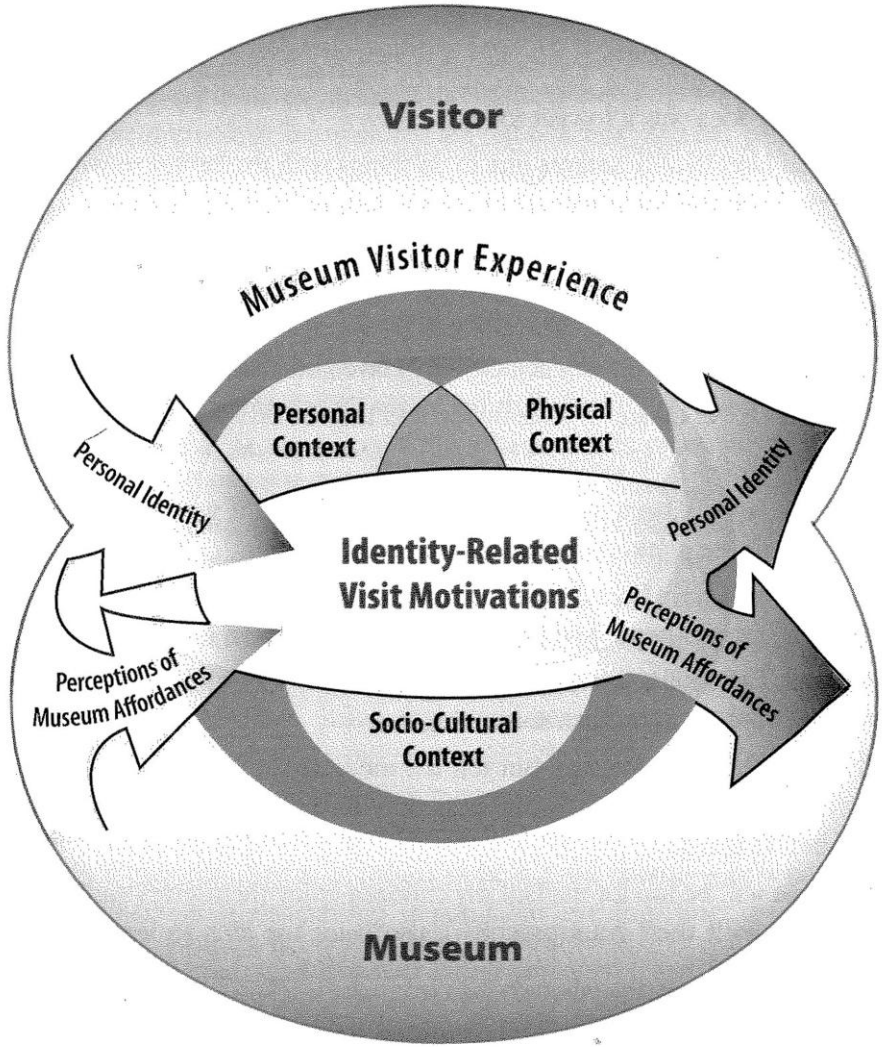 Visitor
Museum Visitor Experience
Personal
Context
Physical
Context
Personal Identity
Personal Identity
Identity-Related
Visit Motivations
Perceptions of
Museum Affordances
Perceptions of
Museum Affordances
Socio-Cultural
Context
Museum